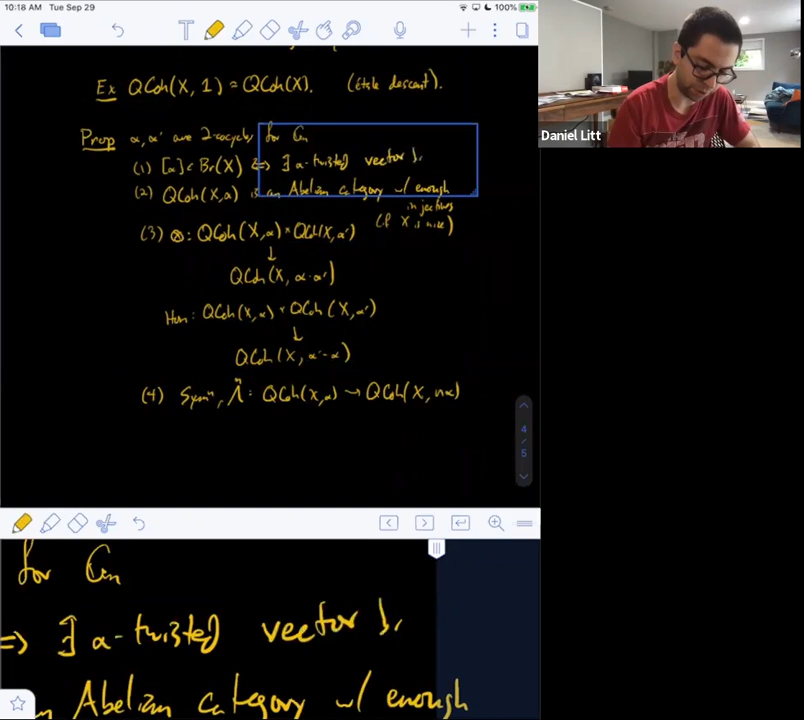 10:18 AM Tue Sep 29
100%
Ex QCoh(X, 1) = QCoh(X). (étale descent).
Prop α, α' are 2-cocycles for Gm
(1) [α] ∈ Br(X) <=> ∃ α-twisted vector b.
(2) QCoh(X, α) is an Abelian category w/ enough
injectives
(if X is nice)
(3) ⊗: QCoh(X, α) × QCoh(X, α')
↓
QCoh(X, α·α')
Hom: QCoh(X, α) × QCoh(X, α')
↓
QCoh(X, α'-α)
(4) Symⁿ, Λⁿ: QCoh(X, α) → QCoh(X, nα)
4
/
5
for Gm
=> ∃ α-twisted vector b.
n Abelian category w/ enough
Daniel Litt